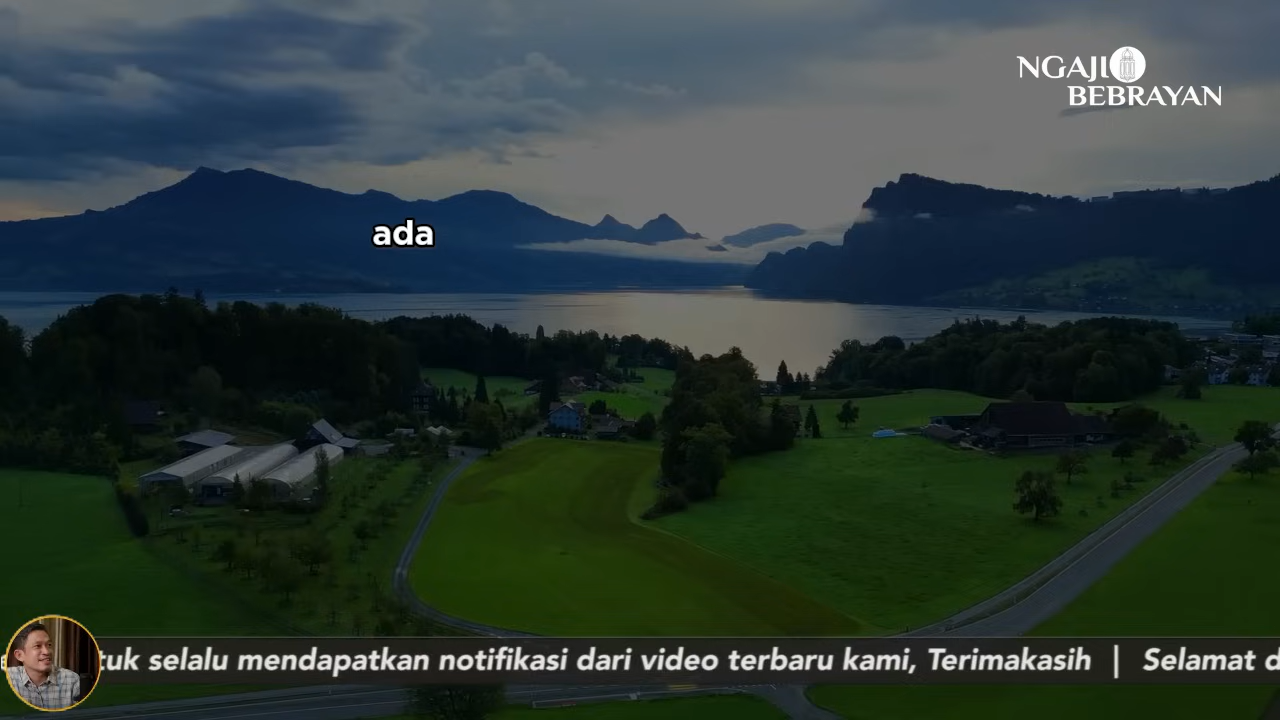 NGAJI
BEBRAYAN
ada
tuk selalu mendapatkan notifikasi dari video terbaru kami, Terimakasih | Selamat d